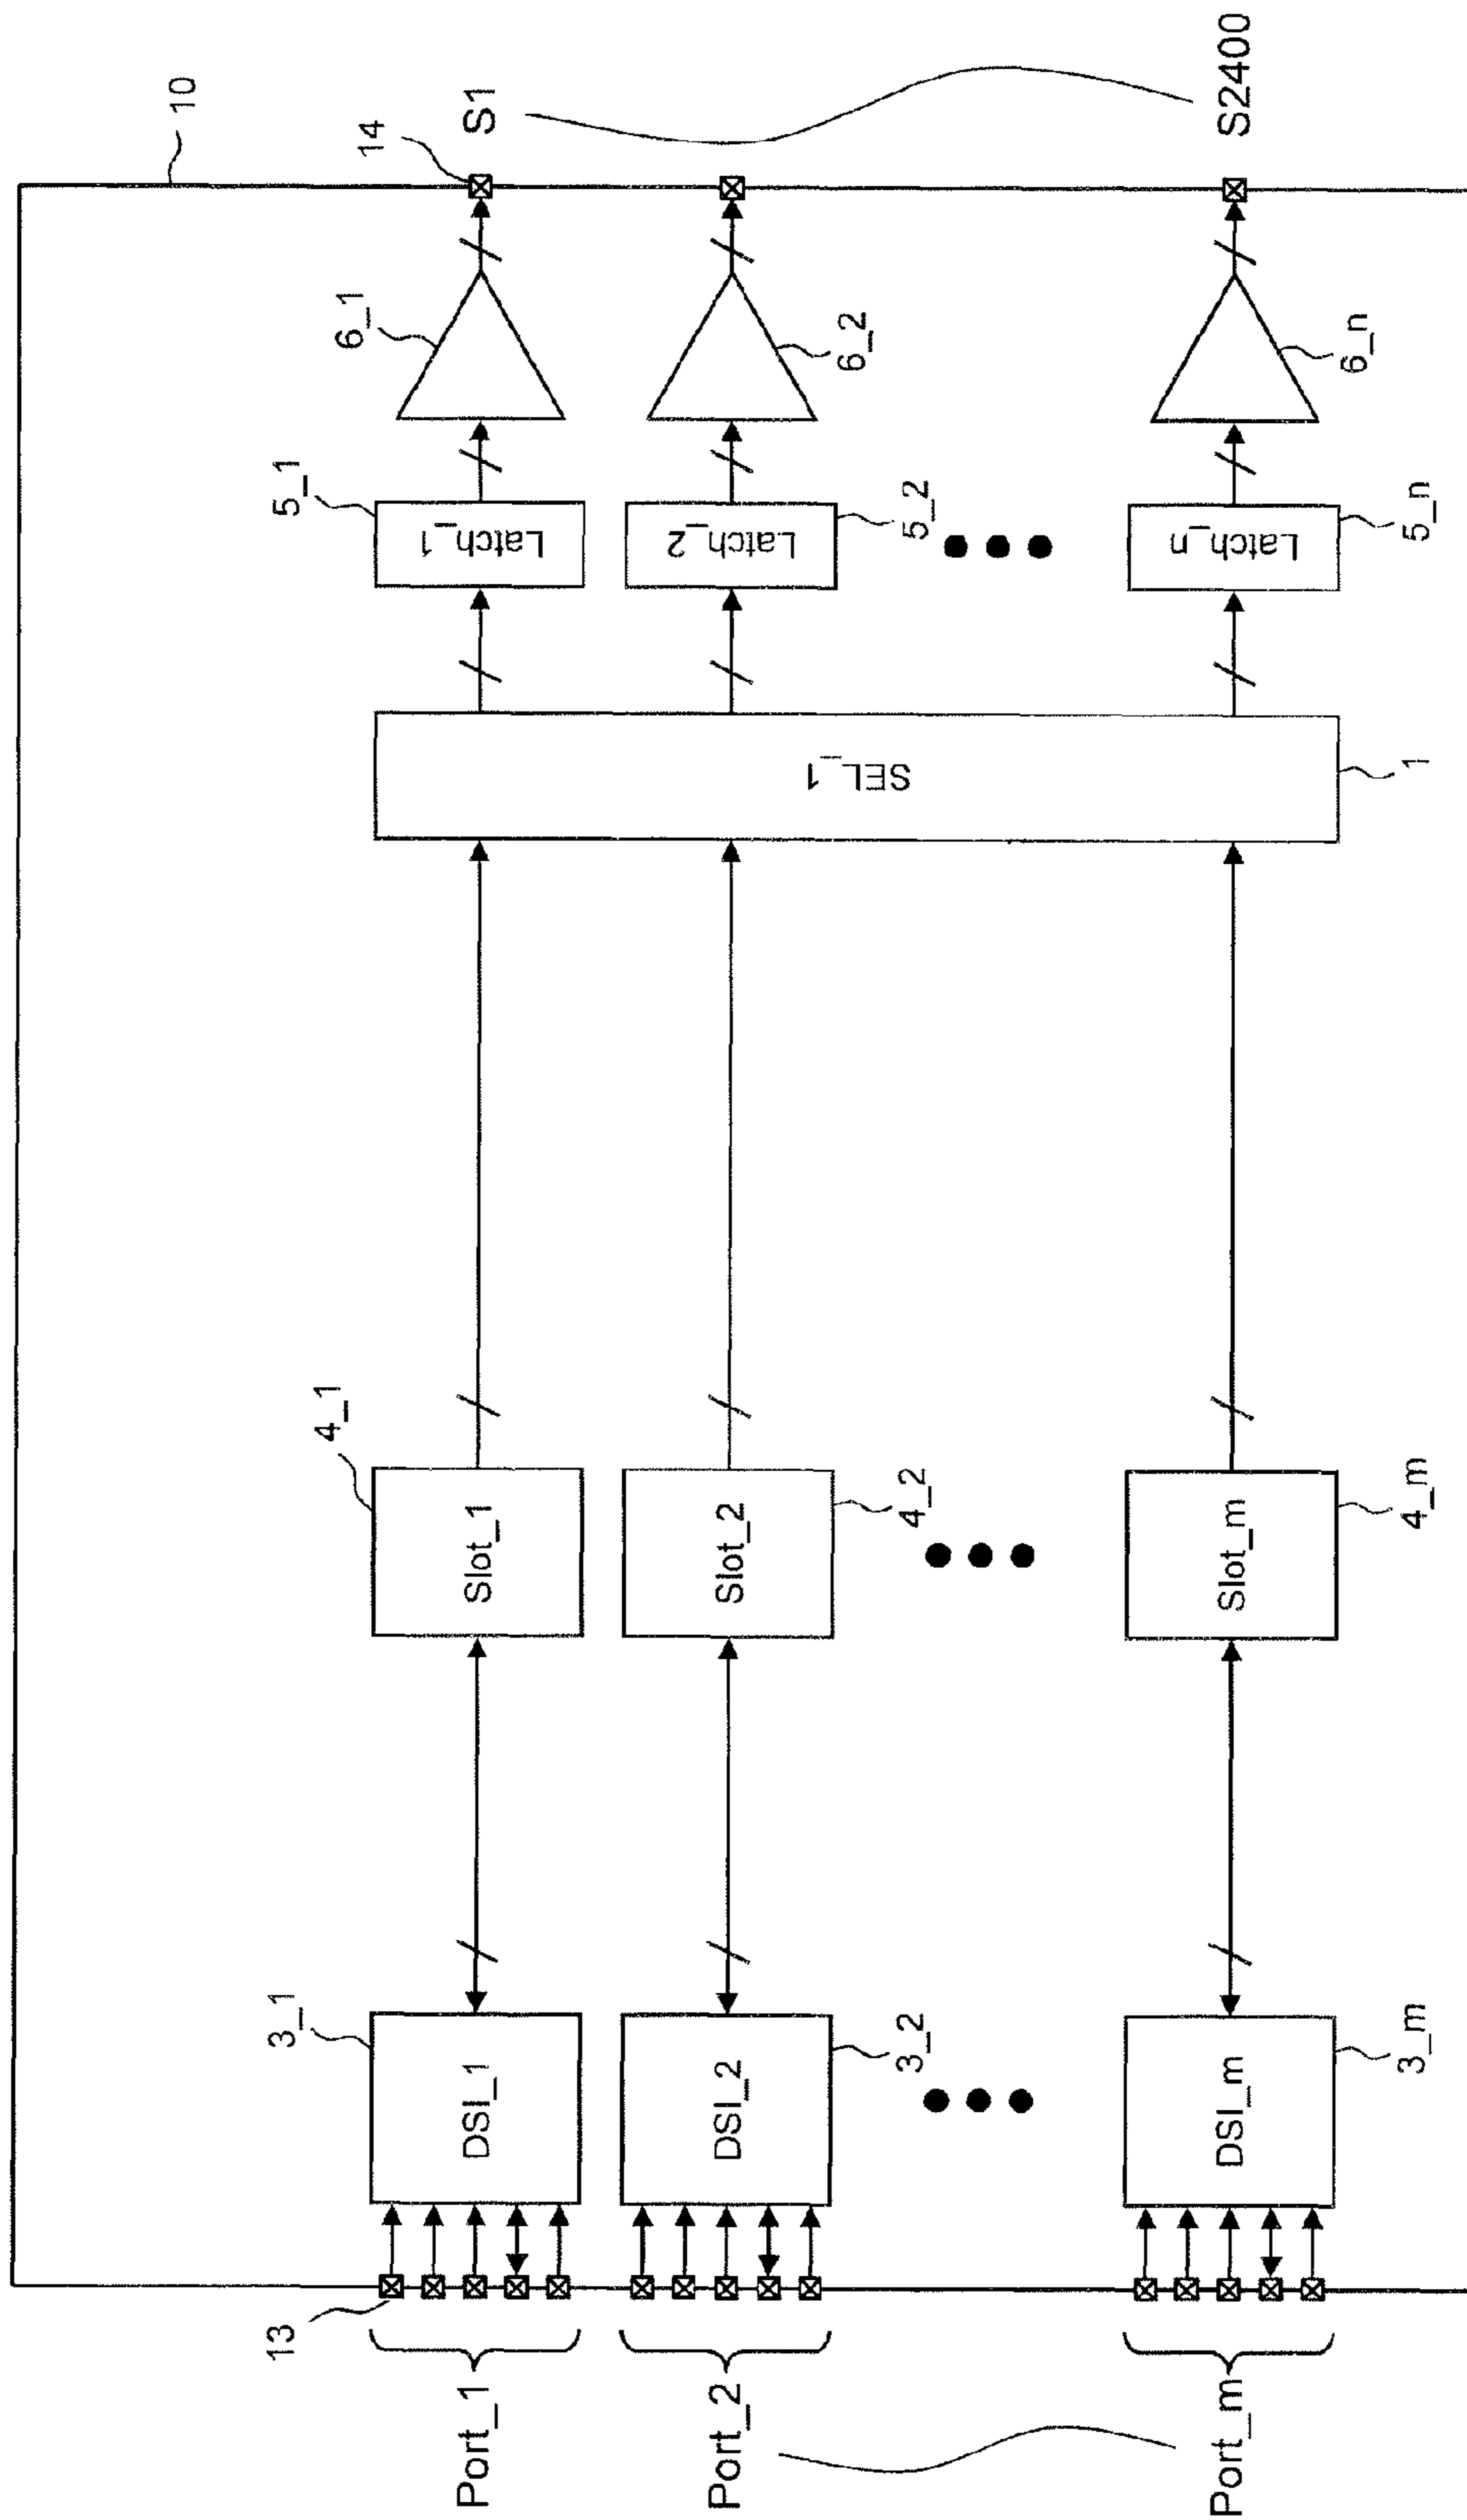 10
Port_1
13
3_1
DSI_1
4_1
Slot_1
SEL_1
5_1
Latch_1
6_1
14
S1
Port_2
DSI_2
3_2
Slot_2
4_2
Latch_2
5_2
6_2
Port_m
DSI_m
3_m
Slot_m
4_m
1
Latch_n
5_n
6_n
S2400